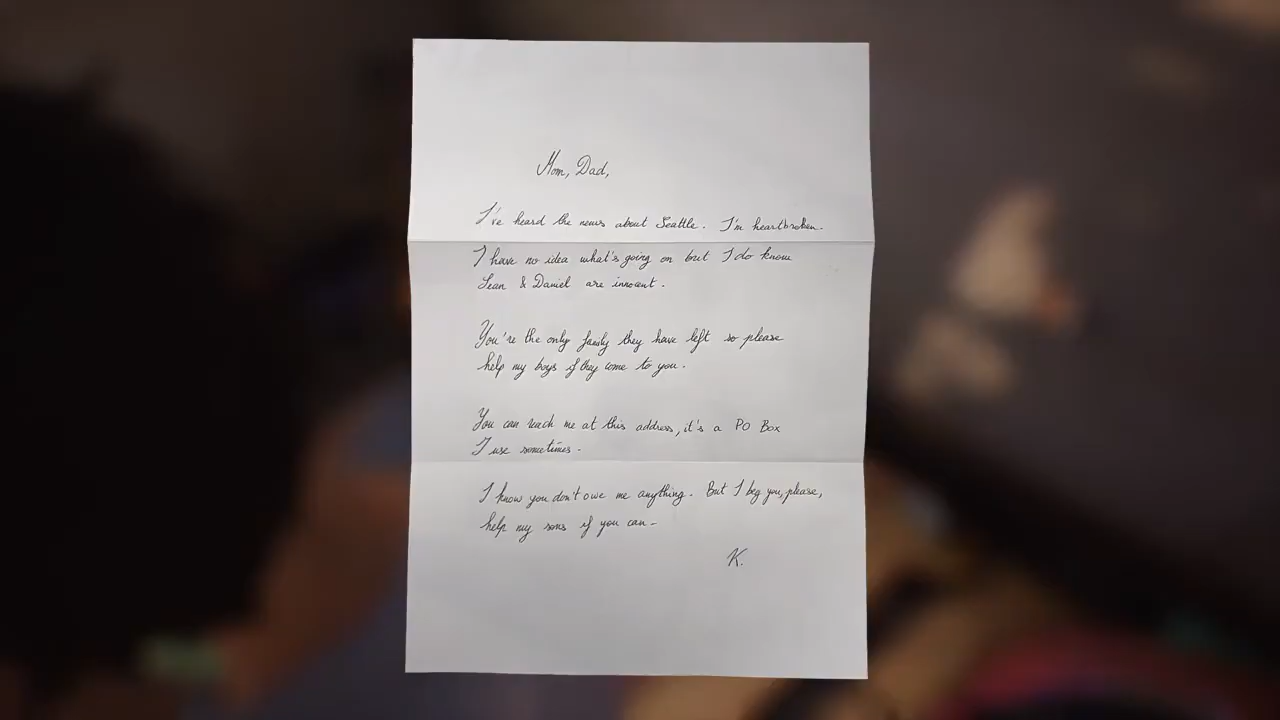 Mom, Dad,
I've heard the news about Seattle. I'm heartbroken.
I have no idea what's going on but I do know
Sean & Daniel are innocent.
You're the only family they have left so please
help my boys if they come to you.
You can reach me at this address, it's a PO Box
I use sometimes.
I know you don't owe me anything. But I beg you, please,
help my sons if you can.
K.